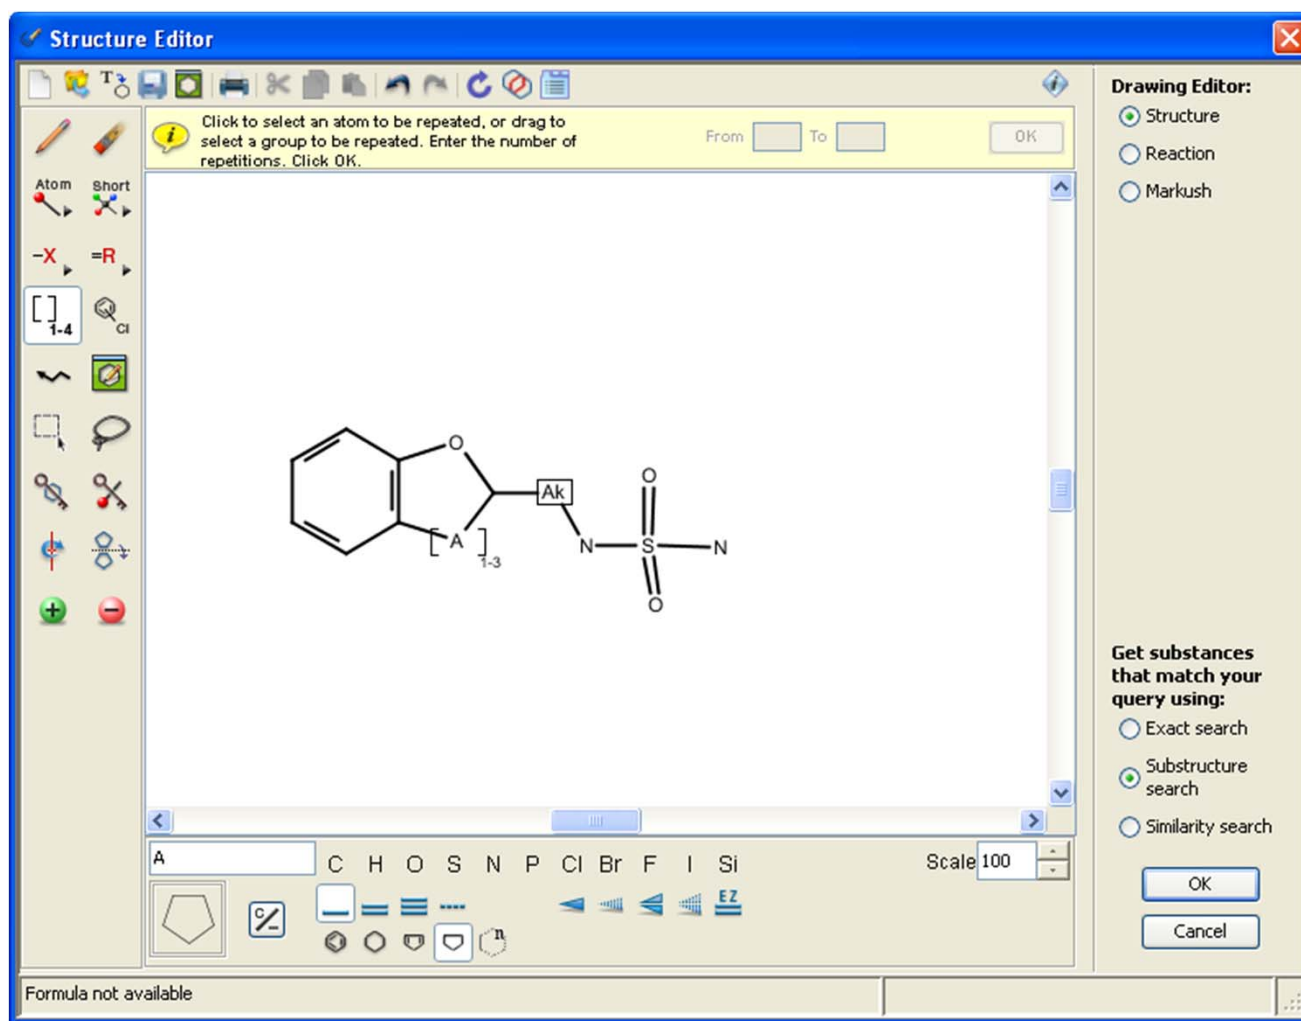 Structure Editor
T
Click to select an atom to be repeated, or drag to
select a group to be repeated. Enter the number of
repetitions. Click OK.
From
To
OK
Drawing Editor:
Structure
Reaction
Markush
Atom
Short
-X
=R
[ ] 1-4
Cl
O
Ak
O
[A] 1-3
N
S
N
O
Get substances
that match your
query using:
Exact search
Substructure
search
Similarity search
OK
Cancel
A
C H O S N P Cl Br F I Si
Scale 100
C
EZ
n
Formula not available